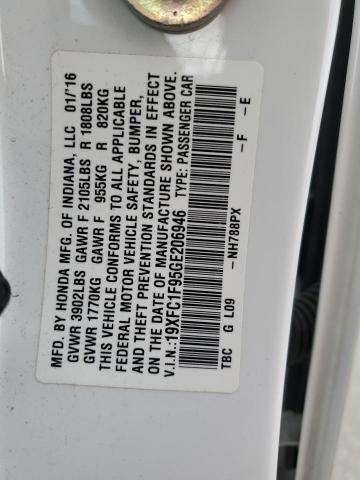 MFD. BY HONDA MFG. OF INDIANA, LLC 01/'16
GVWR 3902LBS GAWR F 2105LBS R 1808LBS
GVWR 1770KG GAWR F 955KG R 820KG
THIS VEHICLE CONFORMS TO ALL APPLICABLE
FEDERAL MOTOR VEHICLE SAFETY, BUMPER,
AND THEFT PREVENTION STANDARDS IN EFFECT
ON THE DATE OF MANUFACTURE SHOWN ABOVE.
V.I.N.:19XFC1F95GE206946 TYPE: PASSENGER CAR
-NH788PX -F -E
TBC G L09